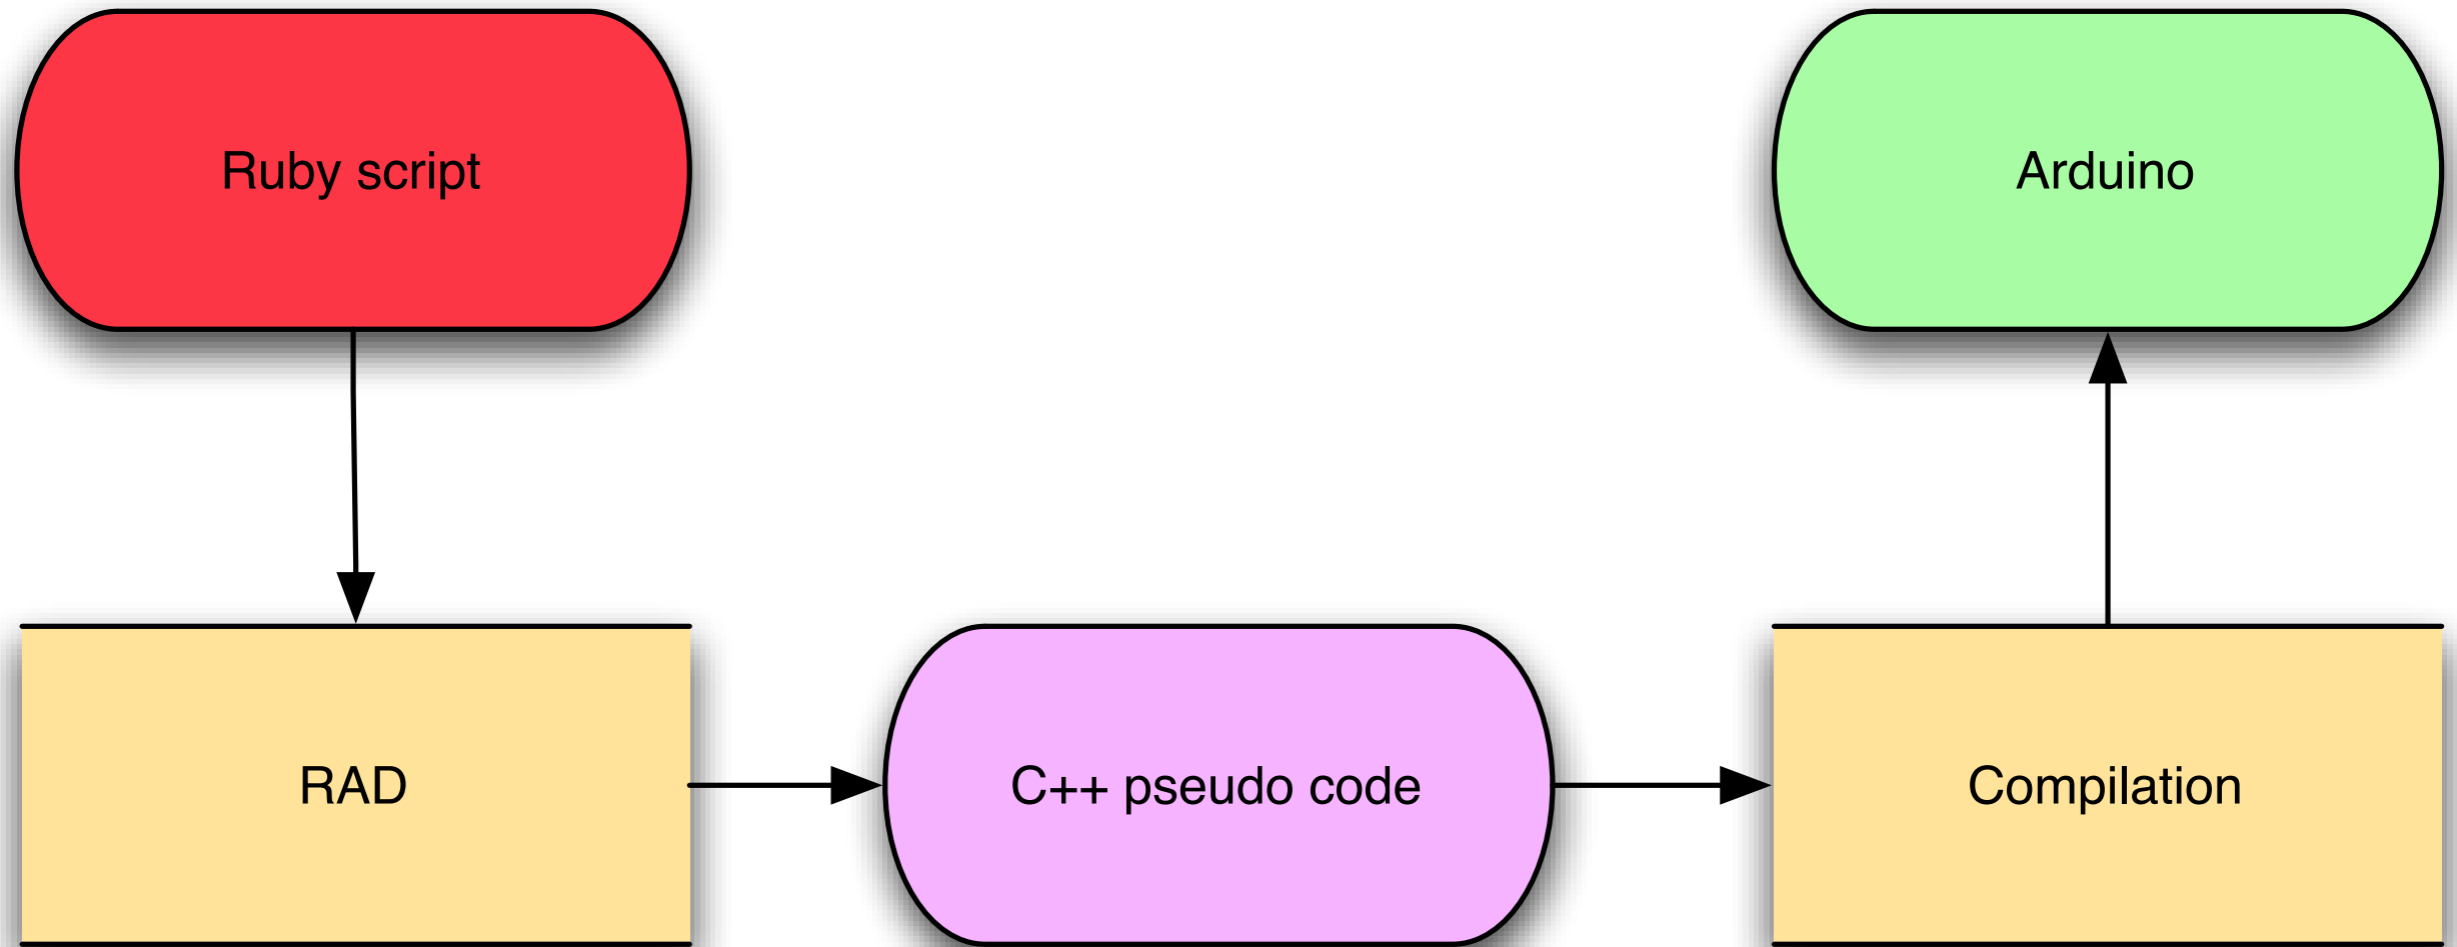 Ruby script
Arduino
RAD
C++ pseudo code
Compilation